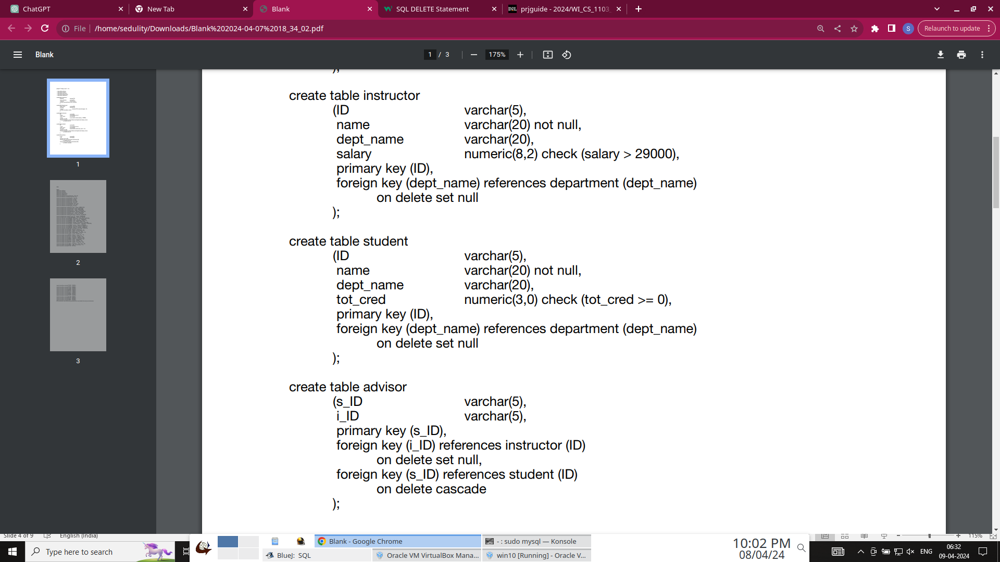 ChatGPT
New Tab
Blank
SQL DELETE Statement
D2L prjguide - 2024/WI_CS_1103
File /home/sedulity/Downloads/Blank%202024-04-07%2018_34_02.pdf
S
Relaunch to update
Blank
1 / 3
175%
1
2
3
);
create table instructor
(ID varchar(5),
name varchar(20) not null,
dept_name varchar(20),
salary numeric(8,2) check (salary > 29000),
primary key (ID),
foreign key (dept_name) references department (dept_name)
on delete set null
);
create table student
(ID varchar(5),
name varchar(20) not null,
dept_name varchar(20),
tot_cred numeric(3,0) check (tot_cred >= 0),
primary key (ID),
foreign key (dept_name) references department (dept_name)
on delete set null
);
create table advisor
(s_ID varchar(5),
i_ID varchar(5),
primary key (s_ID),
foreign key (i_ID) references instructor (ID)
on delete set null,
foreign key (s_ID) references student (ID)
on delete cascade
);
Slide 4 of 9 English (India) 115%
Type here to search
Blank - Google Chrome
- : sudo mysql — Konsole
BlueJ: SQL
Oracle VM VirtualBox Mana...
win10 [Running] - Oracle V...
10:02 PM
08/04/24
ENG
06:32
09-04-2024